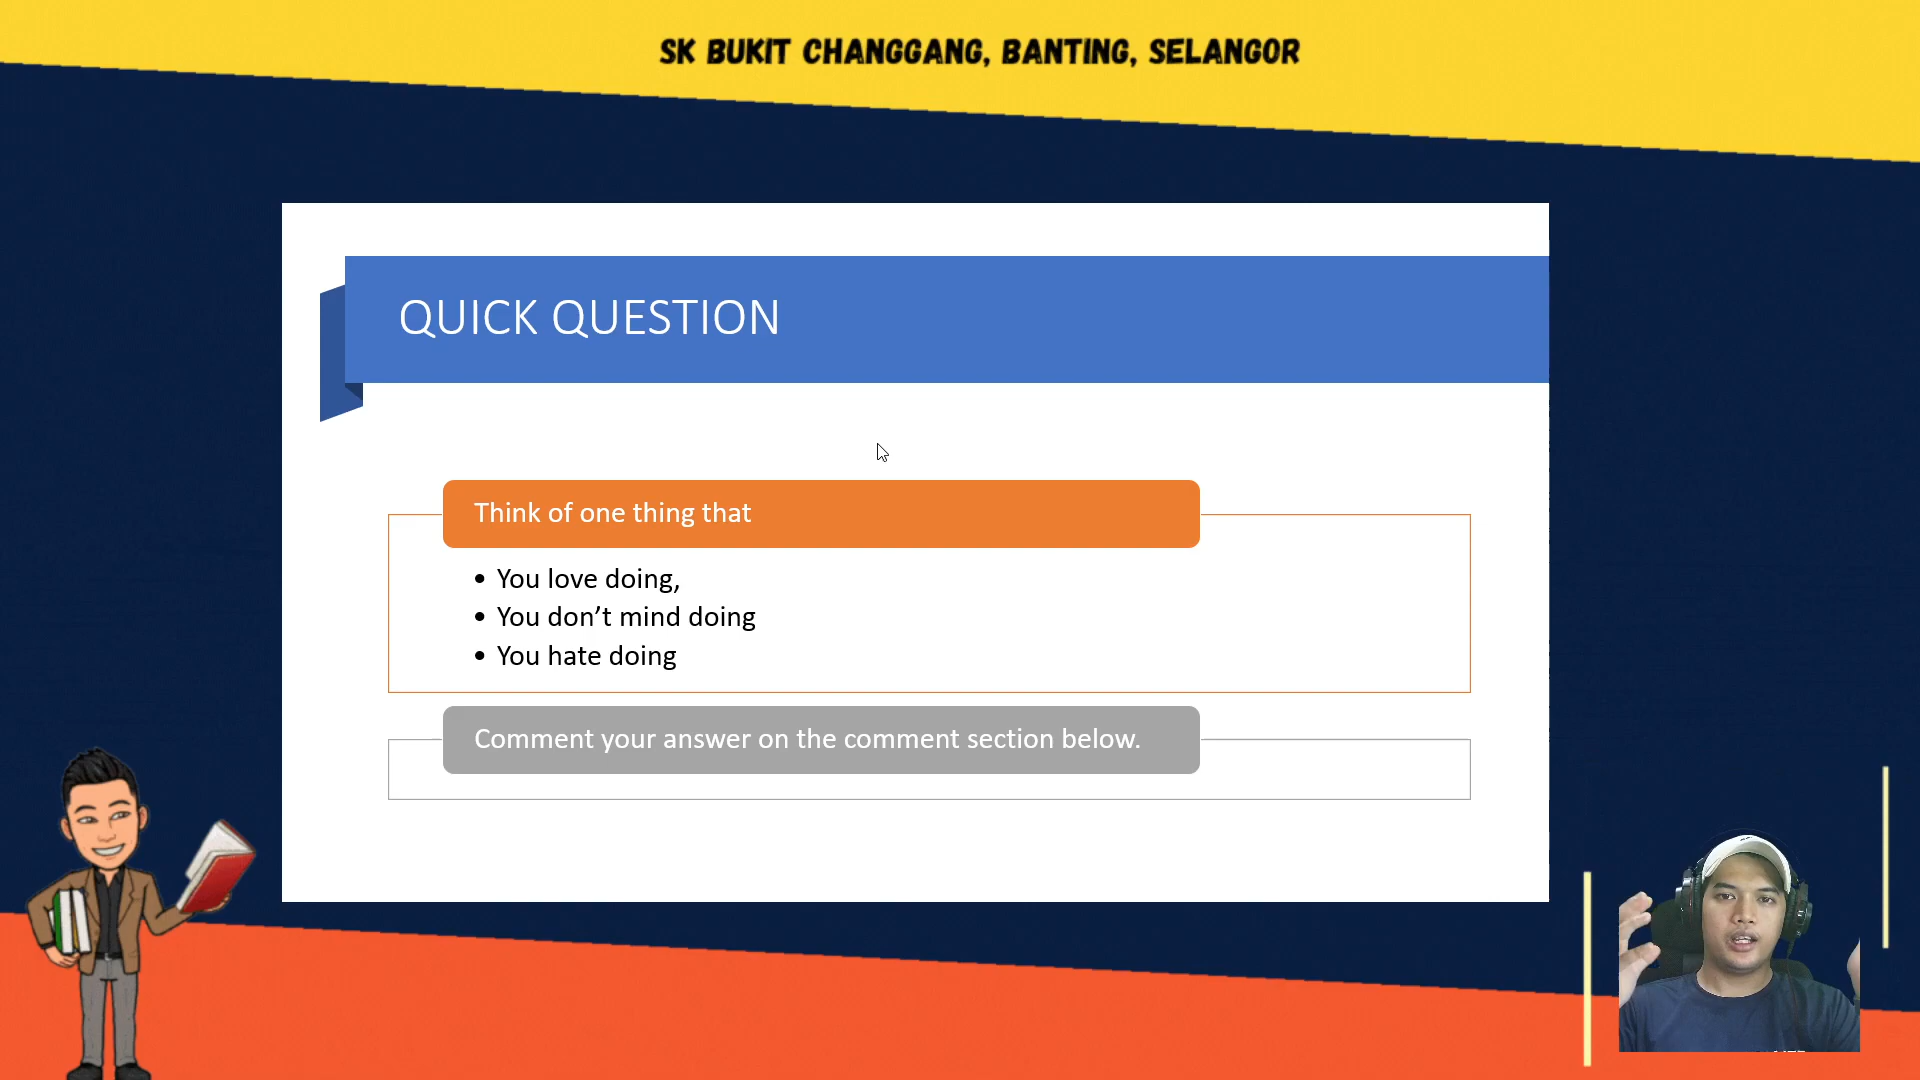 SK BUKIT CHANGGANG, BANTING, SELANGOR
QUICK QUESTION
Think of one thing that
• You love doing,
• You don’t mind doing
• You hate doing
Comment your answer on the comment section below.